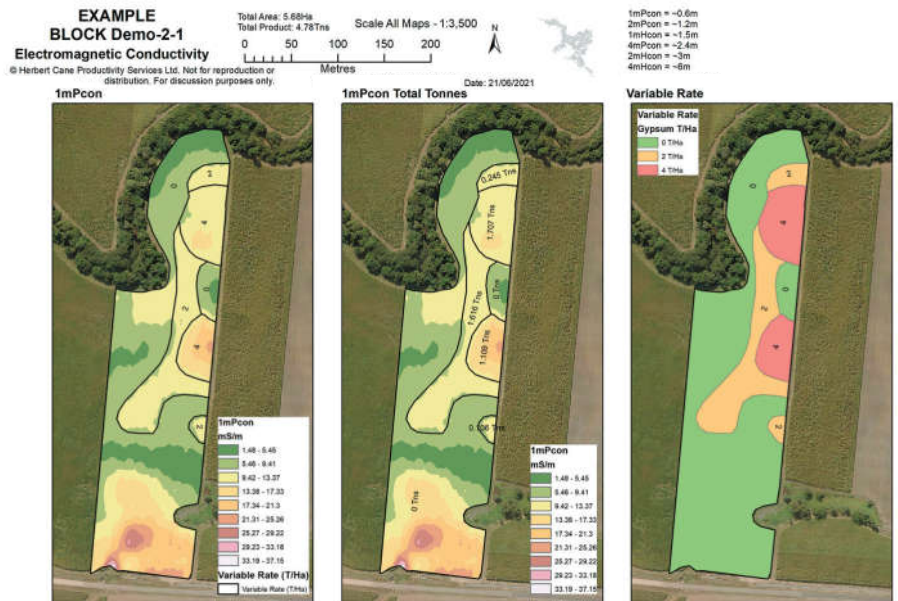 EXAMPLE
BLOCK Demo-2-1
Electromagnetic Conductivity
© Herbert Cane Productivity Services Ltd. Not for reproduction or
distribution. For discussion purposes only.
Total Area: 5.68Ha
Total Product: 4.78Tns
Scale All Maps - 1:3,500
0 50 100 150 200
Metres
N
Date: 21/06/2021
1mPcon = ~0.6m
2mPcon = ~1.2m
1mHcon = ~1.5m
4mPcon = ~2.4m
2mHcon = ~3m
4mHcon = ~6m
1mPcon
0
2
4
0
2
4
2
1mPcon
mS/m
1.48 - 5.45
5.46 - 9.41
9.42 - 13.37
13.38 - 17.33
17.34 - 21.3
21.31 - 25.26
25.27 - 29.22
29.23 - 33.18
33.19 - 37.15
Variable Rate (T/Ha)
Variable Rate (T/Ha)
1mPcon Total Tonnes
0.245 Tns
1.707 Tns
0 Tns
1.616 Tns
1.109 Tns
0 Tns
1mPcon
mS/m
1.48 - 5.45
5.46 - 9.41
9.42 - 13.37
13.38 - 17.33
17.34 - 21.3
21.31 - 25.26
25.27 - 29.22
29.23 - 33.18
33.19 - 37.15
Variable Rate
Variable Rate
Gypsum T/Ha
0 T/Ha
2 T/Ha
4 T/Ha
0
2
4
0
2
4
2